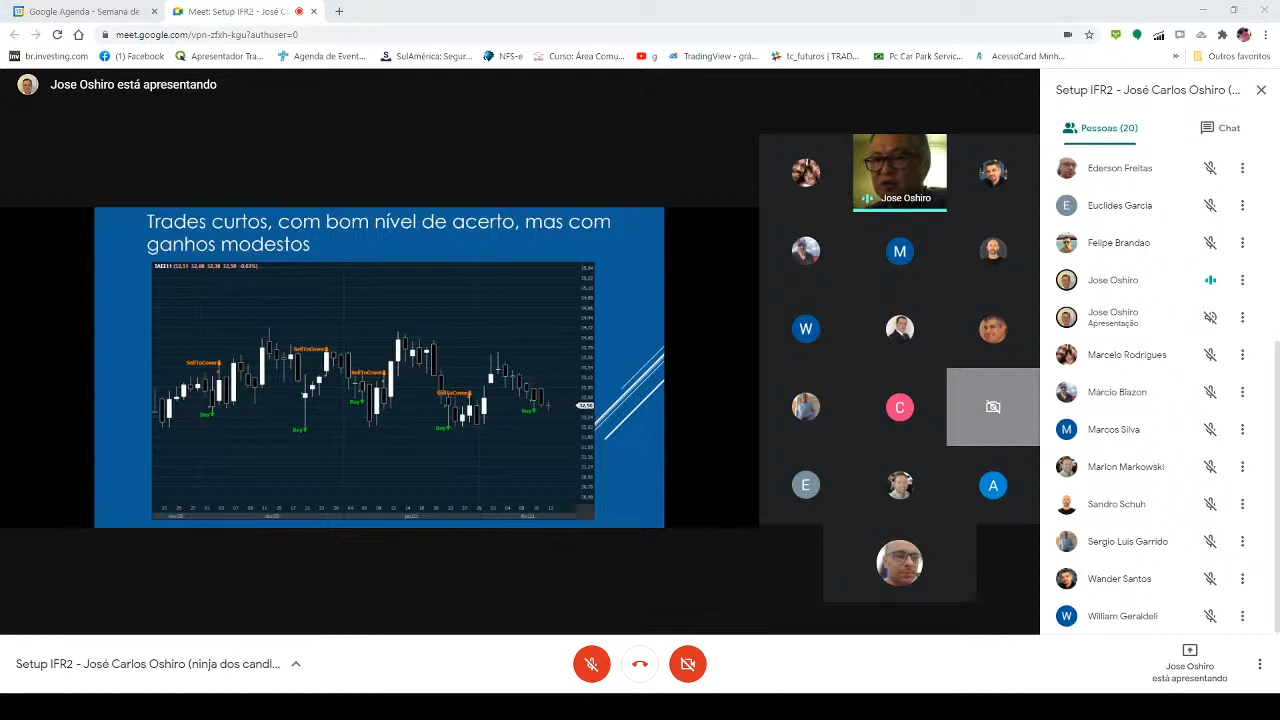 Google Agenda - Semana de
Meet: Setup IFR2 - José C
meet.google.com/vpn-zfxh-kgu?authuser=0
br.investing.com
(1) Facebook
Apresentador Tra...
Agenda de Event...
SulAmérica: Segur...
NFS-e
Curso: Área Comu...
g
TradingView - grá...
tc_futuros | TRAD...
Pc Car Park Servic...
AcessoCard Minh...
»
Outros favoritos
Jose Oshiro está apresentando
Setup IFR2 - José Carlos Oshiro (...
Pessoas (20)
Chat
Trades curtos, com bom nível de acerto, mas com
ganhos modestos
TAEE11
SellToCover
SellToCover
SellToCover
SellToCover
Buy
Buy
Buy
Buy
Buy
32,50
Jose Oshiro
M
W
C
E
A
Ederson Freitas
E
Euclides Garcia
Felipe Brandao
Jose Oshiro
Jose Oshiro
Apresentação
Marcelo Rodrigues
Márcio Biazon
M
Marcos Silva
Marlon Markowski
Sandro Schuh
Sergio Luis Garrido
Wander Santos
W
William Geraldeli
Setup IFR2 - José Carlos Oshiro (ninja dos candl...
Jose Oshiro
está apresentando